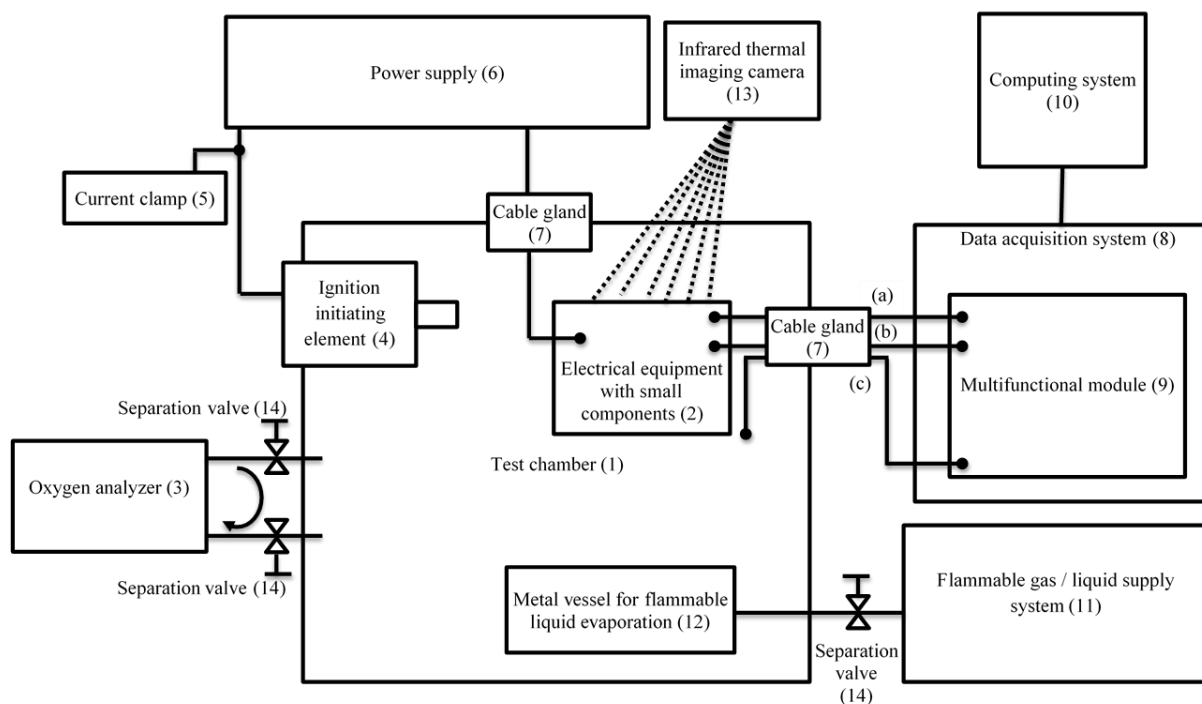 Power supply (6)
Infrared thermal
imaging camera
(13)
Computing system
(10)
Current clamp (5)
Cable gland
(7)
Data acquisition system (8)
Ignition
initiating
element (4)
(a)
Cable gland
(7)
(b)
(c)
Electrical equipment
with small
components (2)
Multifunctional module (9)
Separation valve (14)
Test chamber (1)
Oxygen analyzer (3)
Separation valve (14)
Metal vessel for flammable
liquid evaporation (12)
Flammable gas / liquid supply
system (11)
Separation
valve
(14)